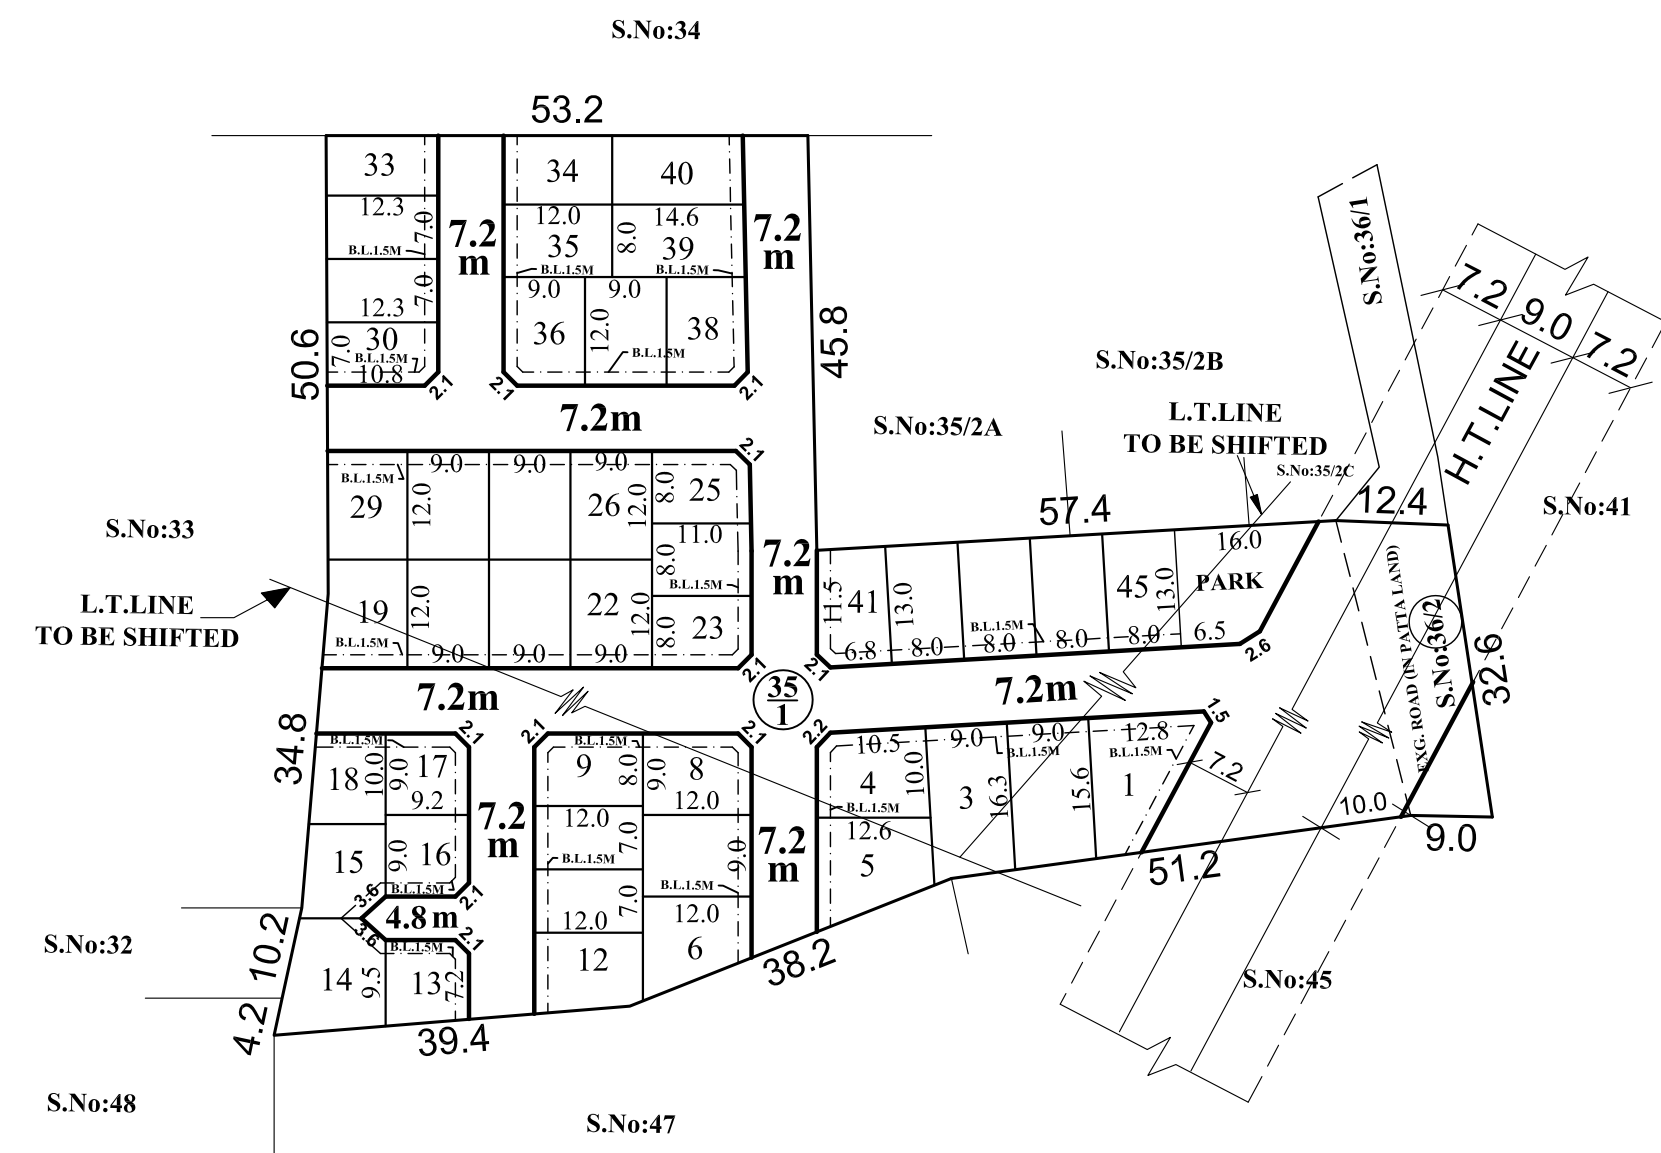 S.No:34
53.2
33
34
40
12.3
7.0
12.0
14.6
7.2
m
7.2
m
35
8.0
39
B.L.1.5M
B.L.1.5M
B.L.1.5M
9.0
9.0
7.0
12.3
36
12.0
38
30
7.0
B.L.1.5M
10.8
B.L.1.5M
2.1
2.1
2.1
50.6
45.8
7.2m
S.No:36/1
7.2
9.0
7.2
H.T.LINE
S.No:35/2B
L.T.LINE
TO BE SHIFTED
S.No:35/2A
S.No:35/2C
2.1
9.0
9.0
9.0
B.L.1.5M
29
12.0
26
12.0
8.0
25
11.0
57.4
12.4
S.No:41
S.No:33
16.0
7.2
m
8.0
B.L.1.5M
L.T.LINE
TO BE SHIFTED
19
12.0
22
12.0
8.0
23
B.L.1.5M
9.0
9.0
9.0
2.1
11.5
41
13.0
45
13.0
PARK
B.L.1.5M
6.8
8.0
8.0
8.0
8.0
6.5
2.6
2.1
EXG. ROAD (IN PATTA LAND)
S.No:36/2
32.6
7.2m
35
1
7.2m
34.8
2.1
2.1
2.1
2.2
1.5
B.L.1.5M
18
10.0
9.0
17
9.2
B.L.1.5M
9
8.0
9.0
8
12.0
10.5
9.0
9.0
12.8
B.L.1.5M
B.L.1.5M
4
10.0
3
16.3
15.6
1
7.2
B.L.1.5M
12.6
5
10.0
9.0
51.2
7.2
m
12.0
7.0
B.L.1.5M
9.0
7.2
m
15
9.0
16
B.L.1.5M
3.6
2.1
4.8 m
3.6
2.1
B.L.1.5M
B.L.1.5M
12.0
7.0
12.0
12
6
S.No:32
10.2
14
9.5
13
7.2
38.2
S.No:45
4.2
39.4
S.No:48
S.No:47